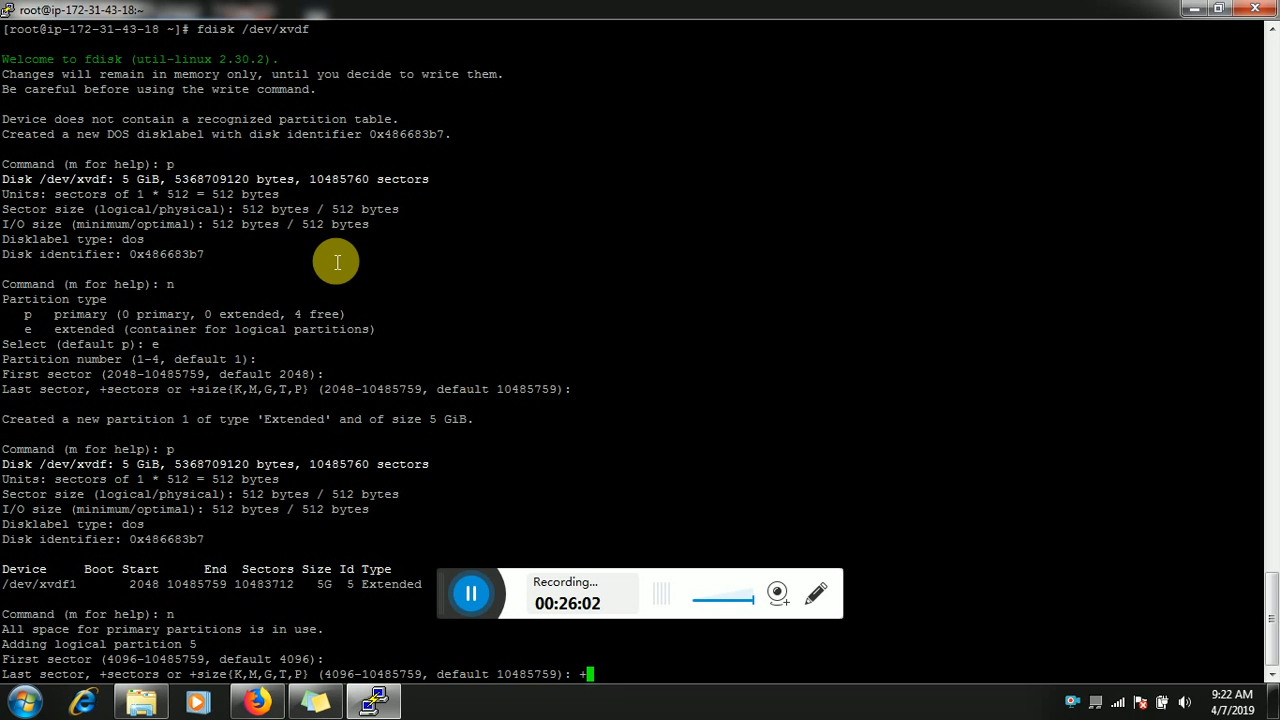 root@ip-172-31-43-18:~
[root@ip-172-31-43-18 ~]# fdisk /dev/xvdf
Welcome to fdisk (util-linux 2.30.2).
Changes will remain in memory only, until you decide to write them.
Be careful before using the write command.
Device does not contain a recognized partition table.
Created a new DOS disklabel with disk identifier 0x486683b7.
Command (m for help): p
Disk /dev/xvdf: 5 GiB, 5368709120 bytes, 10485760 sectors
Units: sectors of 1 * 512 = 512 bytes
Sector size (logical/physical): 512 bytes / 512 bytes
I/O size (minimum/optimal): 512 bytes / 512 bytes
Disklabel type: dos
Disk identifier: 0x486683b7
Command (m for help): n
Partition type
p   primary (0 primary, 0 extended, 4 free)
e   extended (container for logical partitions)
Select (default p): e
Partition number (1-4, default 1):
First sector (2048-10485759, default 2048):
Last sector, +sectors or +size{K,M,G,T,P} (2048-10485759, default 10485759):
Created a new partition 1 of type 'Extended' and of size 5 GiB.
Command (m for help): p
Disk /dev/xvdf: 5 GiB, 5368709120 bytes, 10485760 sectors
Units: sectors of 1 * 512 = 512 bytes
Sector size (logical/physical): 512 bytes / 512 bytes
I/O size (minimum/optimal): 512 bytes / 512 bytes
Disklabel type: dos
Disk identifier: 0x486683b7
Device     Boot Start      End  Sectors Size Id Type
/dev/xvdf1       2048 10485759 10483712   5G  5 Extended
Recording...
00:26:02
Command (m for help): n
All space for primary partitions is in use.
Adding logical partition 5
First sector (4096-10485759, default 4096):
Last sector, +sectors or +size{K,M,G,T,P} (4096-10485759, default 10485759): +
9:22 AM
4/7/2019